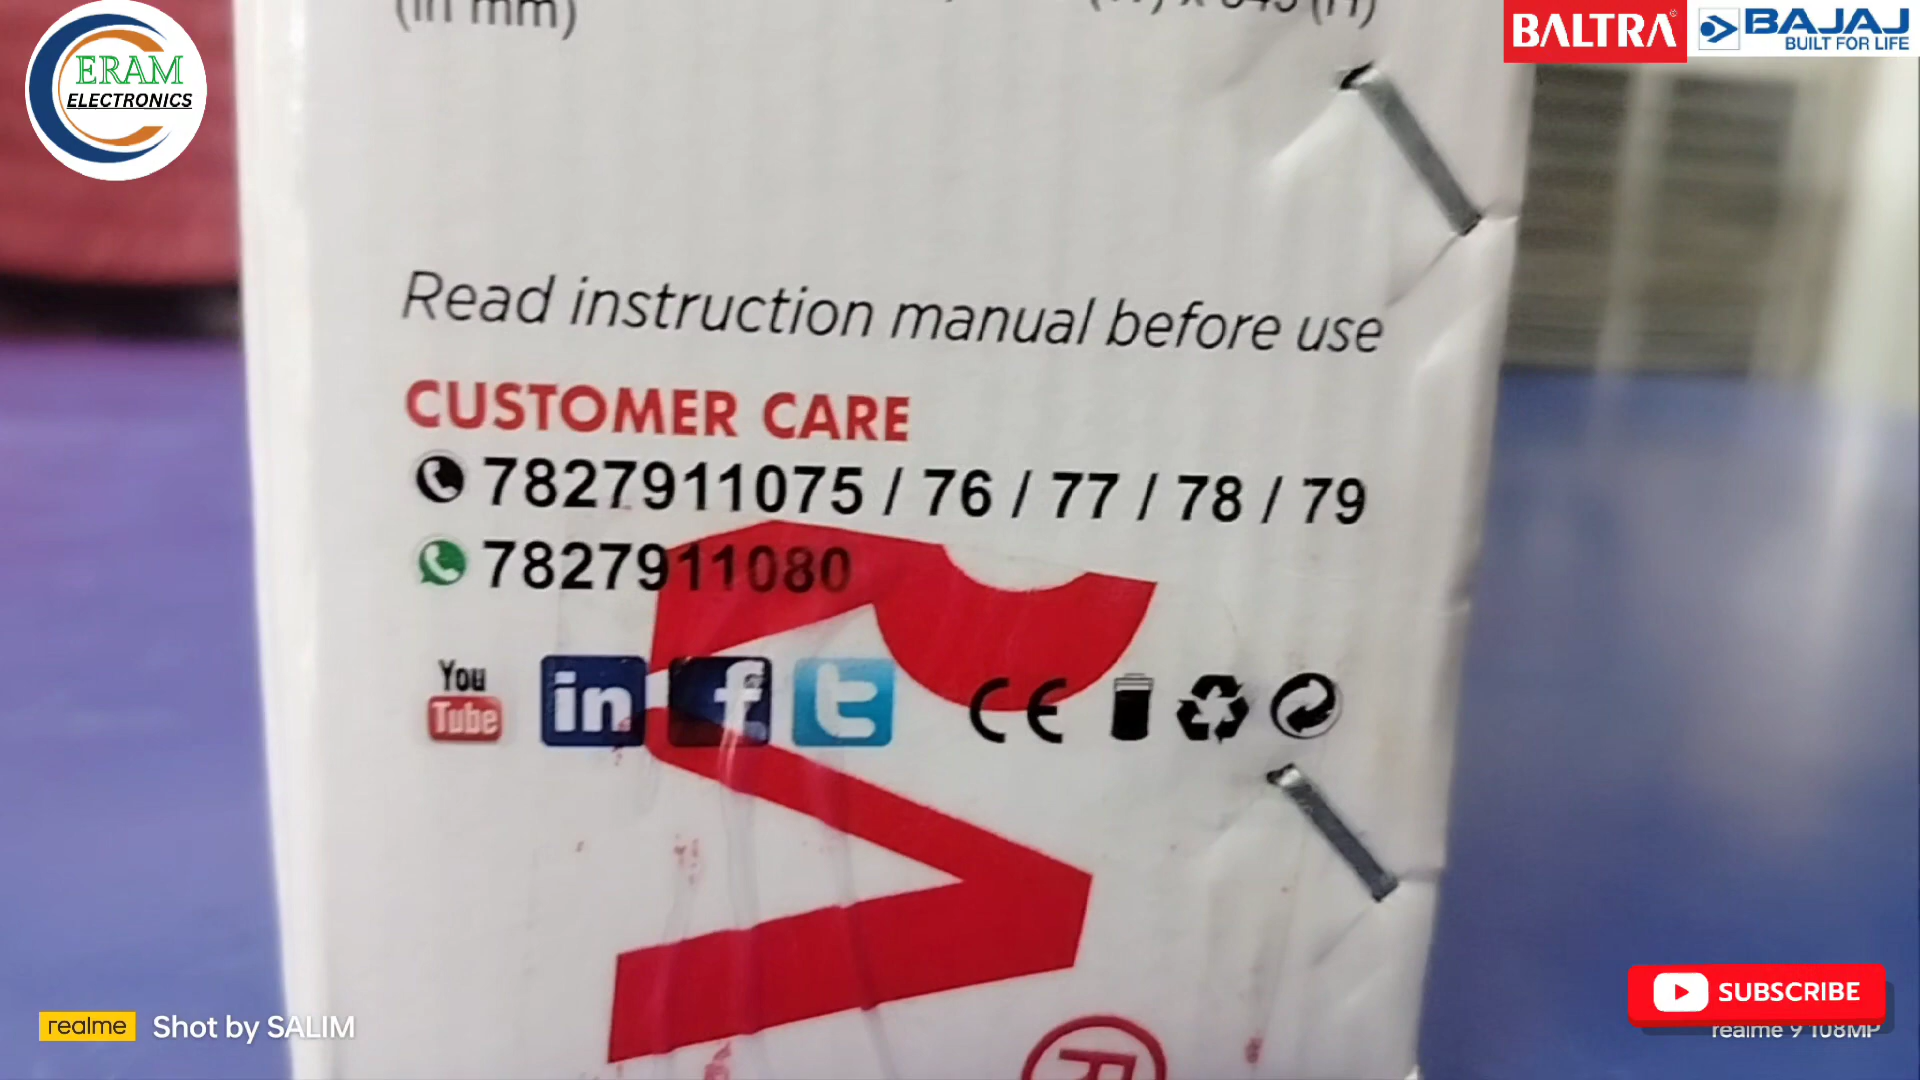 (in mm)
ERAM
ELECTRONICS
BALTRA
BAJAJ
BUILT FOR LIFE
Read instruction manual before use
CUSTOMER CARE
7827911075 / 76 / 77 / 78 / 79
7827911080
You
Tube
in
f
t
CE
R
realme Shot by SALIM
SUBSCRIBE
realme 9 108MP